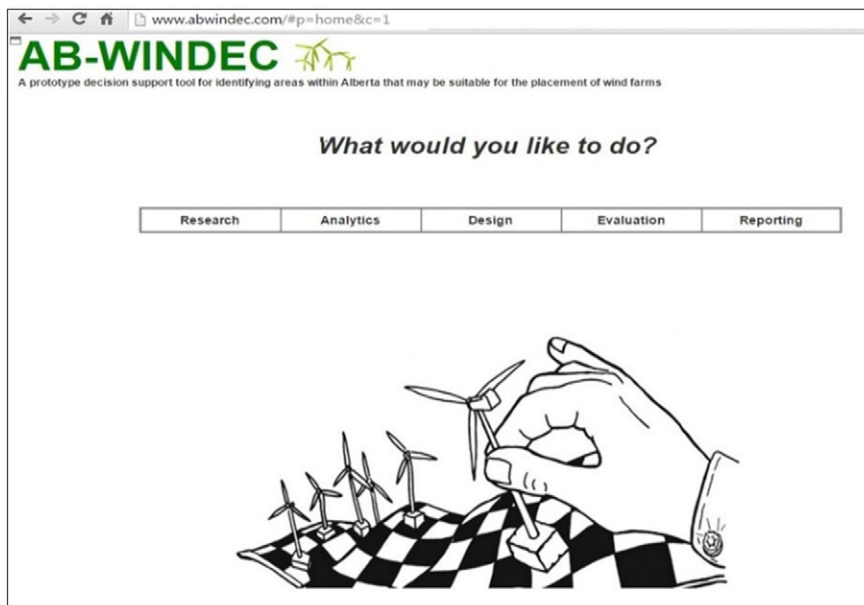 www.abwindec.com/#p=home&c=1
AB-WINDEC
A prototype decision support tool for identifying areas within Alberta that may be suitable for the placement of wind farms
What would you like to do?
Research Analytics Design Evaluation Reporting